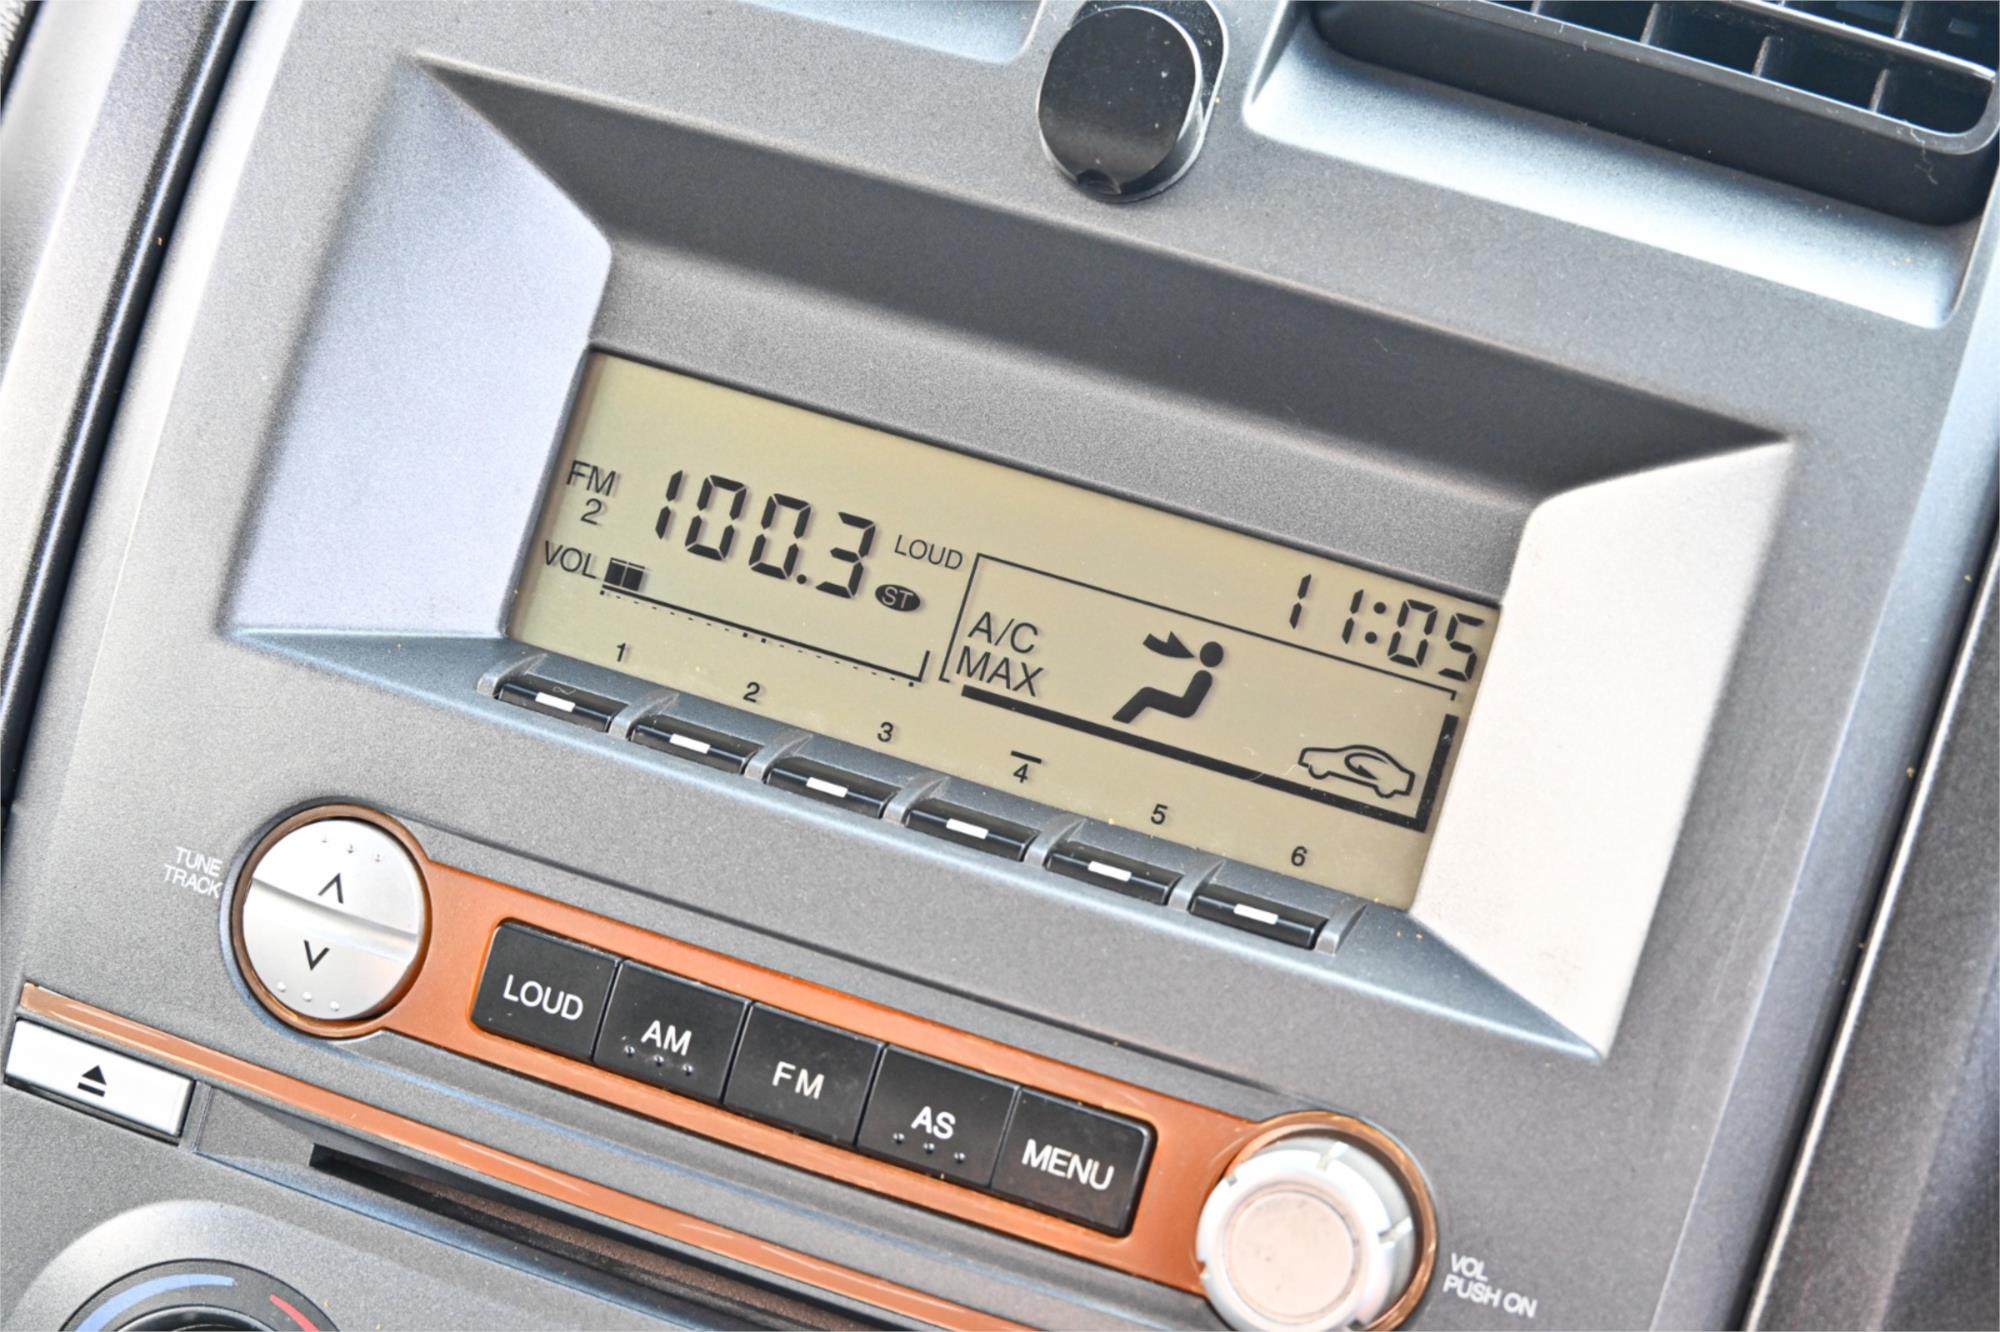 FM
2
100.3
LOUD
ST
VOL
11:05
A/C
MAX
1
2
3
4
5
6
TUNE
TRACK
LOUD
AM
FM
AS
MENU
VOL
PUSH ON